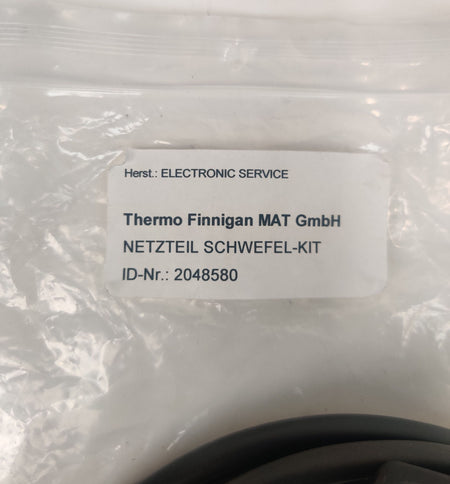 Herst.: ELECTRONIC SERVICE
Thermo Finnigan MAT GmbH
NETZTEIL SCHWEFEL-KIT
ID-Nr.: 2048580